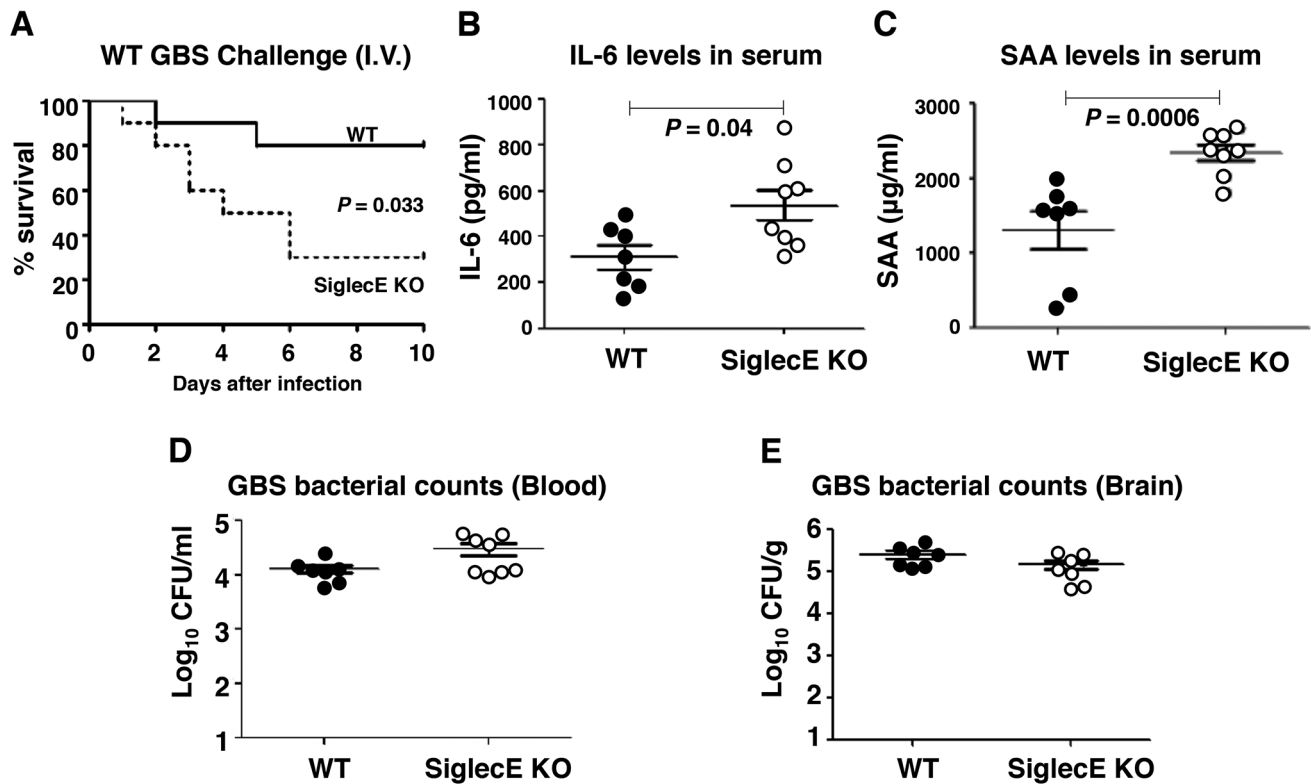 A
WT GBS Challenge (I.V.)
% survival
100
80
60
40
20
0
WT
P = 0.033
SiglecE KO
0 2 4 6 8 10
Days after infection
B
IL-6 levels in serum
IL-6 (pg/ml)
1000
800
600
400
200
0
P = 0.04
WT SiglecE KO
C
SAA levels in serum
SAA (µg/ml)
3000
2000
1000
0
P = 0.0006
WT SiglecE KO
D
GBS bacterial counts (Blood)
Log10 CFU/ml
5
4
3
2
1
WT SiglecE KO
E
GBS bacterial counts (Brain)
Log10 CFU/g
6
5
4
3
2
1
WT SiglecE KO